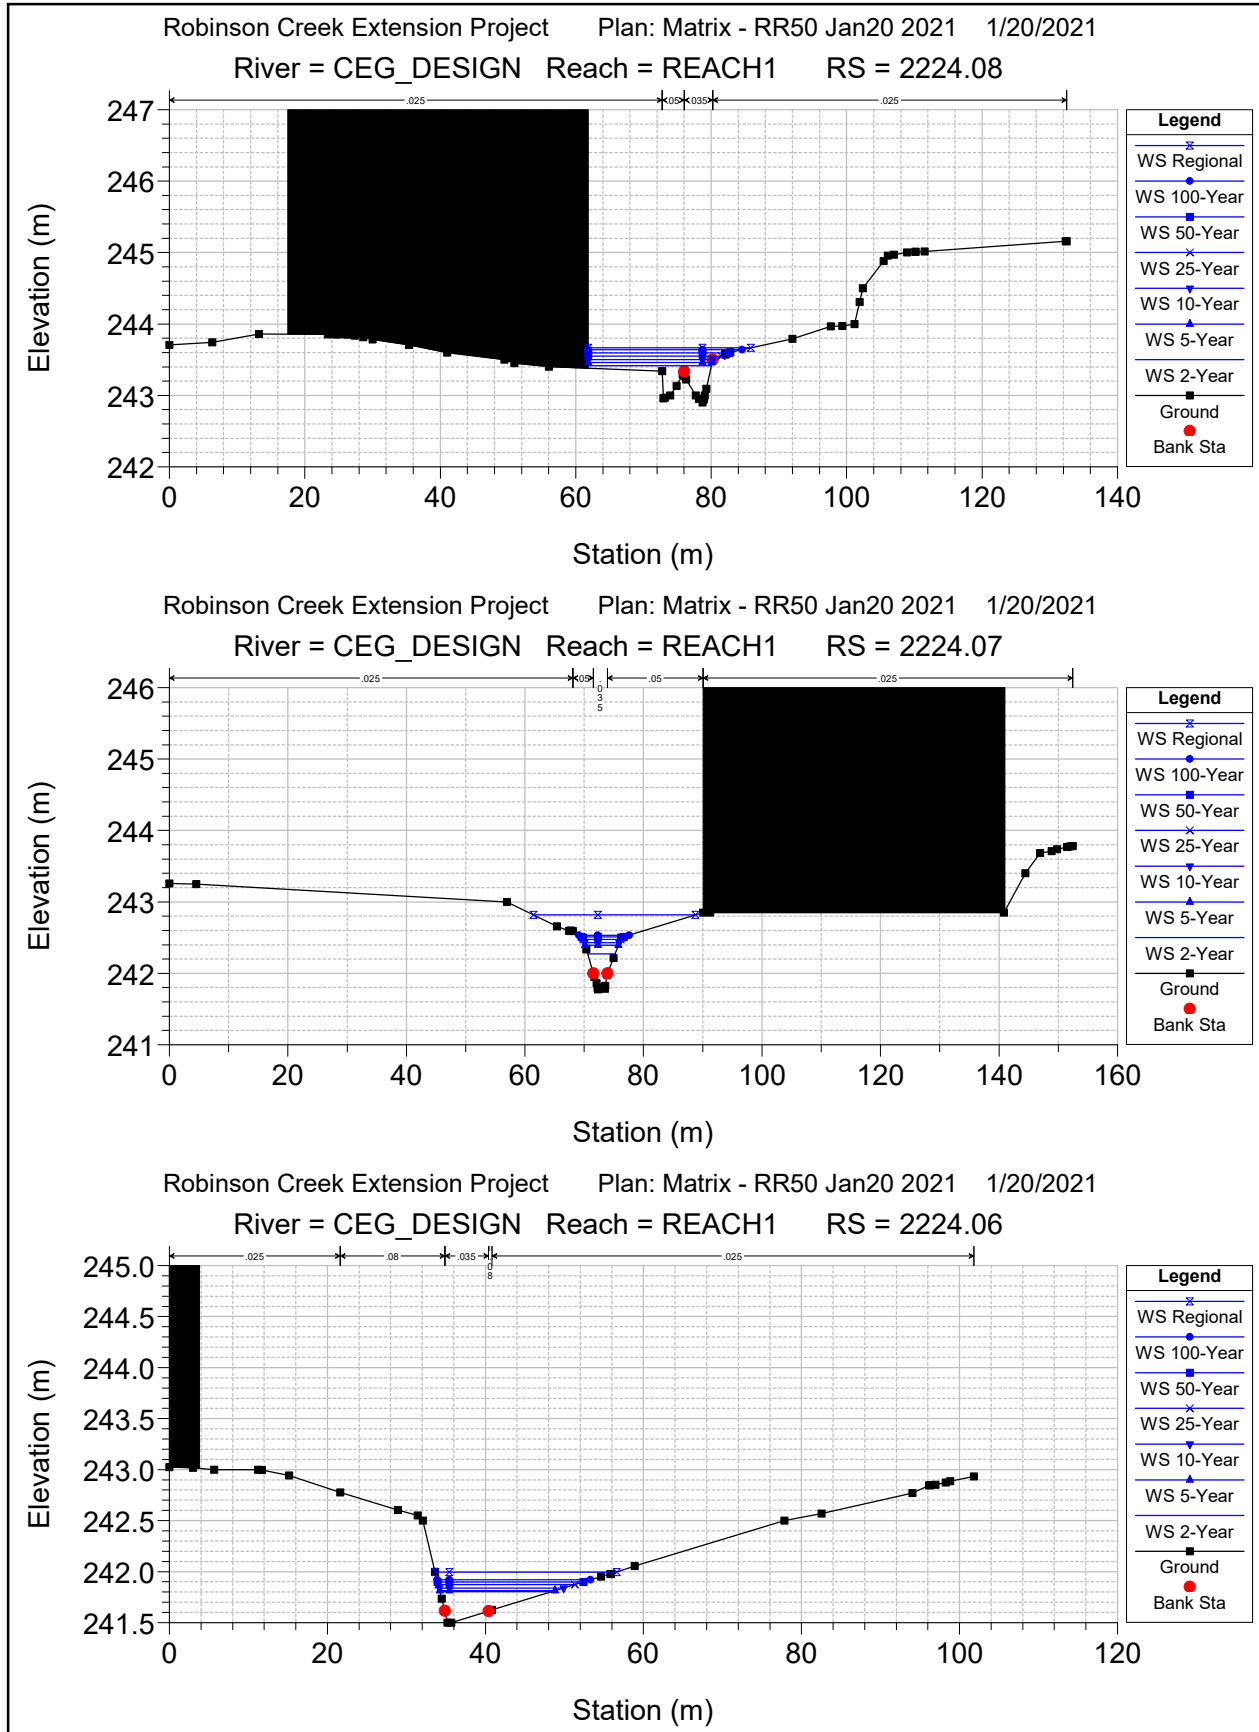 Robinson Creek Extension Project Plan: Matrix - RR50 Jan20 2021 1/20/2021
River = CEG_DESIGN Reach = REACH1 RS = 2224.08
.025 .05 .035 .025
247
246
245
244
243
242
Elevation (m)
0 20 40 60 80 100 120 140
Station (m)
Legend
WS Regional
WS 100-Year
WS 50-Year
WS 25-Year
WS 10-Year
WS 5-Year
WS 2-Year
Ground
Bank Sta
Robinson Creek Extension Project Plan: Matrix - RR50 Jan20 2021 1/20/2021
River = CEG_DESIGN Reach = REACH1 RS = 2224.07
.025 .05 .035 .05 .025
246
245
244
243
242
241
Elevation (m)
0 20 40 60 80 100 120 140 160
Station (m)
Legend
WS Regional
WS 100-Year
WS 50-Year
WS 25-Year
WS 10-Year
WS 5-Year
WS 2-Year
Ground
Bank Sta
Robinson Creek Extension Project Plan: Matrix - RR50 Jan20 2021 1/20/2021
River = CEG_DESIGN Reach = REACH1 RS = 2224.06
.025 .08 .035 .08 .025
245.0
244.5
244.0
243.5
243.0
242.5
242.0
241.5
Elevation (m)
0 20 40 60 80 100 120
Station (m)
Legend
WS Regional
WS 100-Year
WS 50-Year
WS 25-Year
WS 10-Year
WS 5-Year
WS 2-Year
Ground
Bank Sta